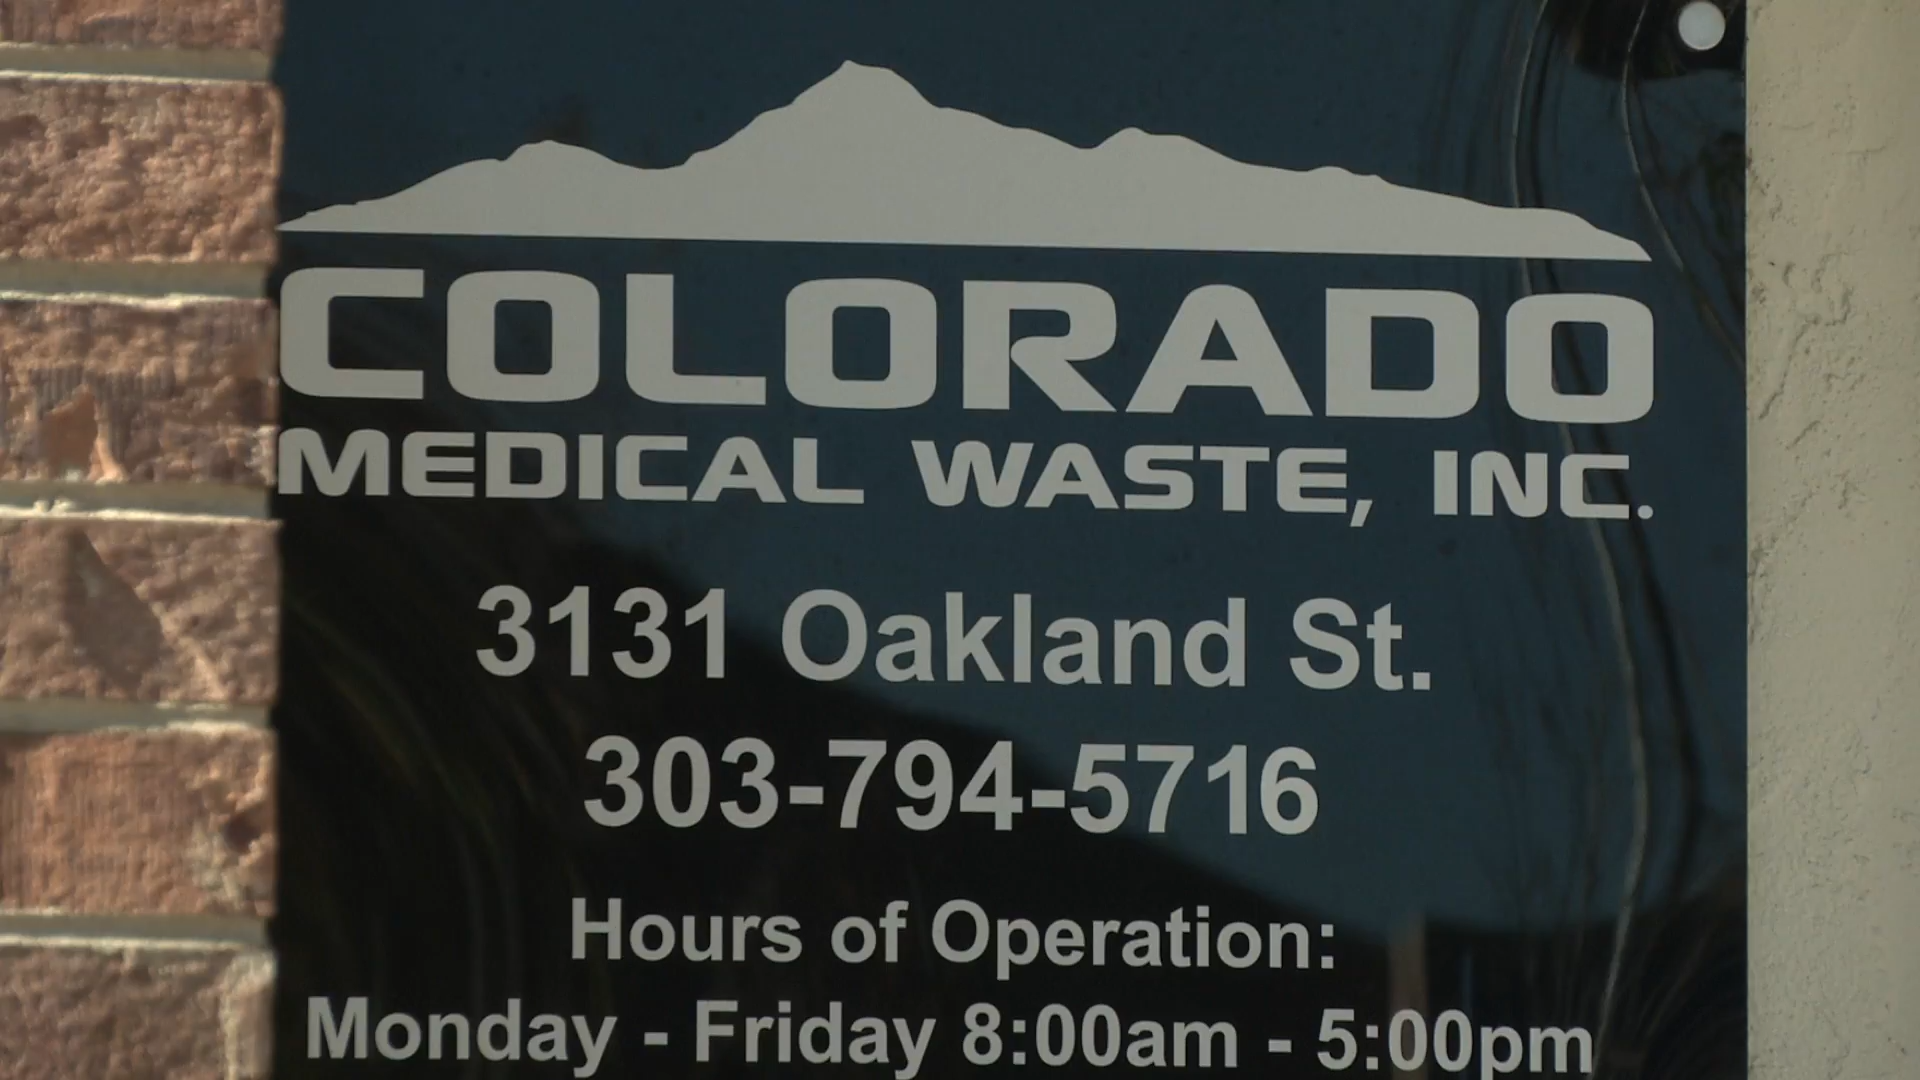 COLORADO
MEDICAL WASTE, INC.
3131 Oakland St.
303-794-5716
Hours of Operation:
Monday - Friday 8:00am - 5:00pm